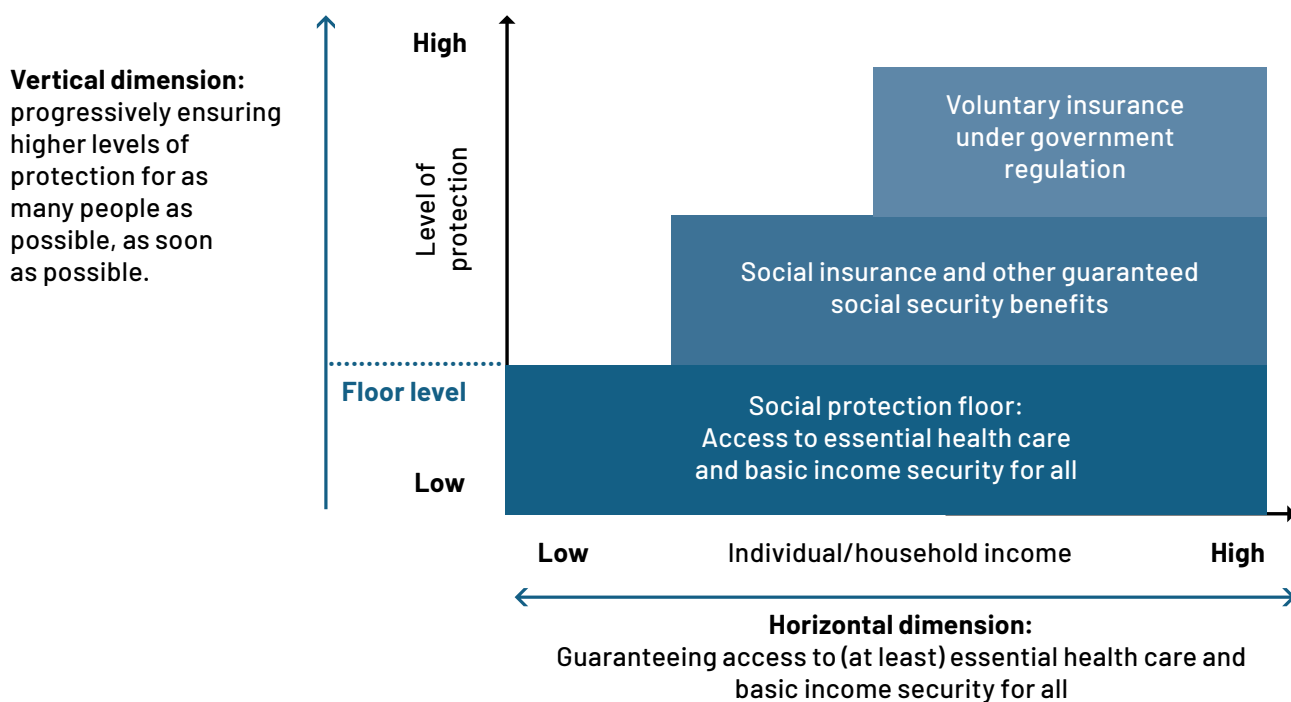 Vertical dimension:
progressively ensuring
higher levels of
protection for as
many people as
possible, as soon
as possible.
High
Level of
protection
Floor level
Low
Voluntary insurance
under government
regulation
Social insurance and other guaranteed
social security benefits
Social protection floor:
Access to essential health care
and basic income security for all
Low
Individual/household income
High
Horizontal dimension:
Guaranteeing access to (at least) essential health care and
basic income security for all